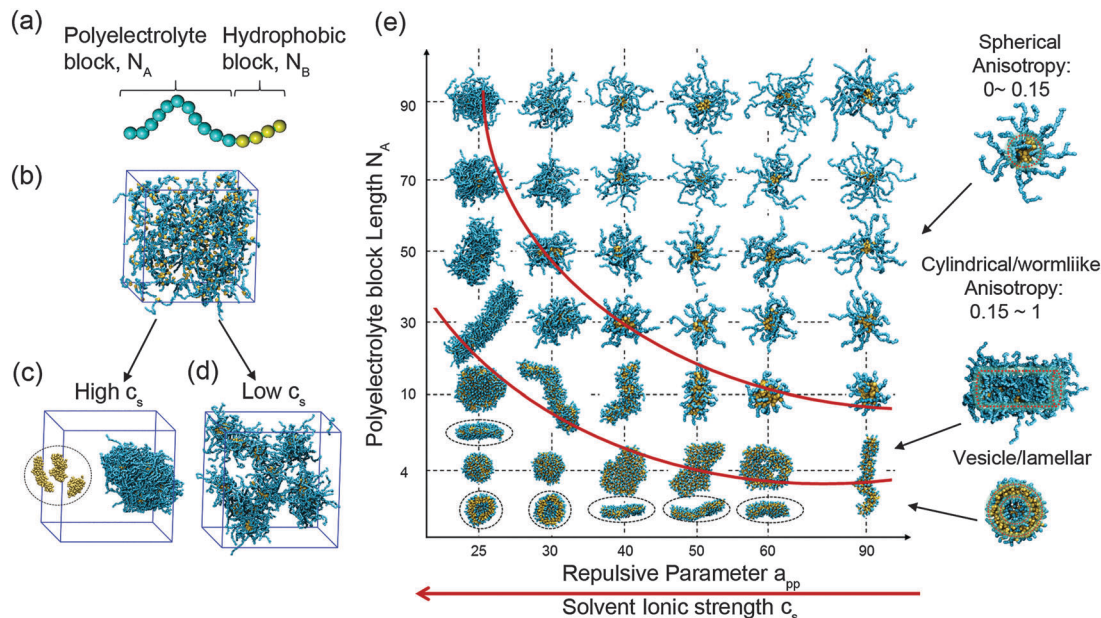 (a)
Polyelectrolyte
block, N_A
Hydrophobic
block, N_B
(b)
(c)
High c_s
(d)
Low c_s
(e)
Polyelectrolyte block Length N_A
90
70
50
30
10
4
25
30
40
50
60
90
Repulsive Parameter a_pp
Solvent Ionic strength c_s
Spherical
Anisotropy:
0~ 0.15
Cylindrical/wormliike
Anisotropy:
0.15 ~ 1
Vesicle/lamellar